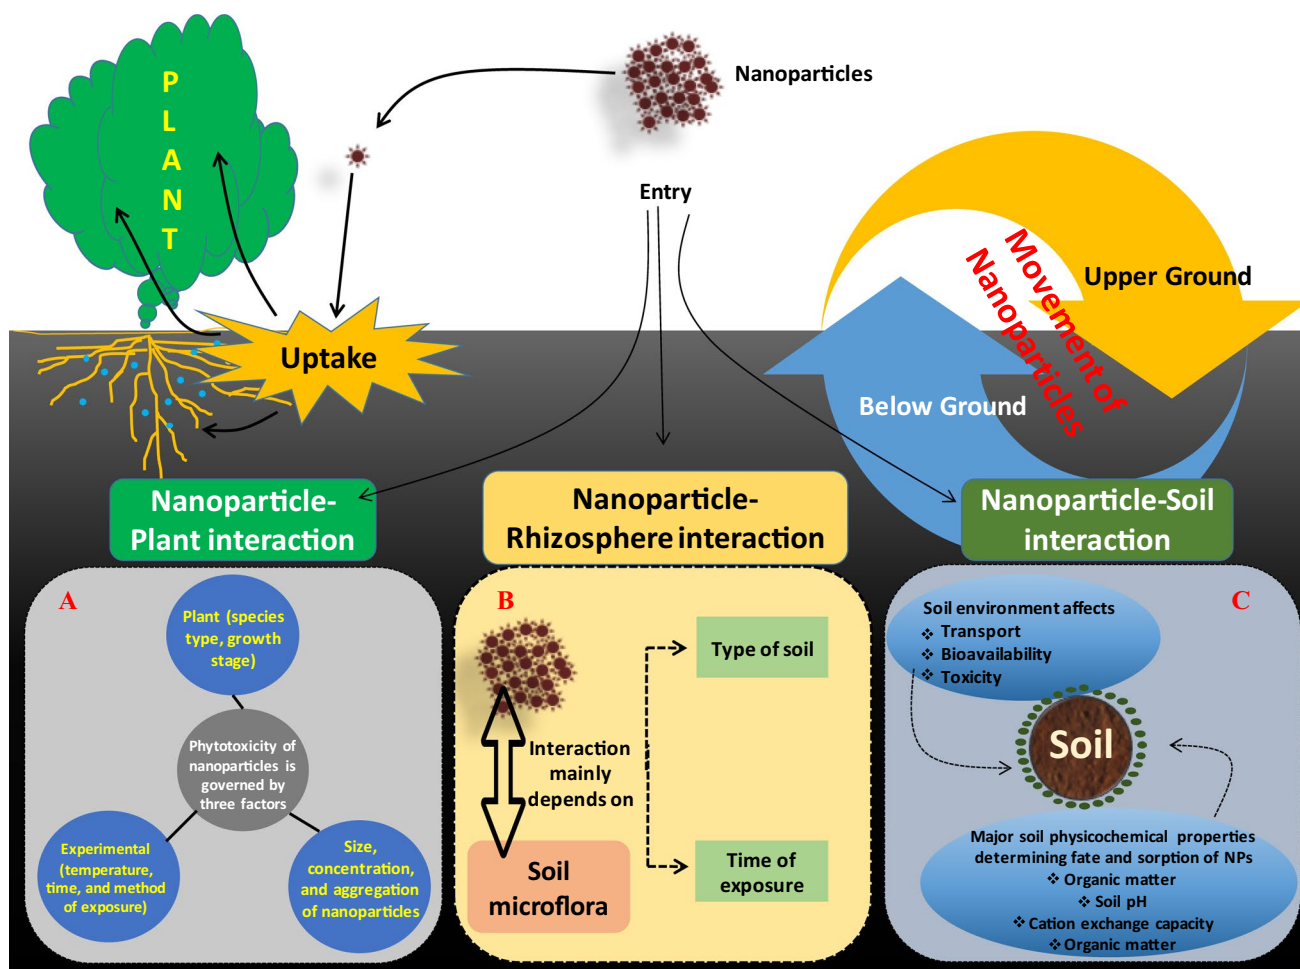 PLANT
Nanoparticles
Entry
Uptake
Movement of
Nanoparticles
Upper Ground
Below Ground
Nanoparticle-
Plant interaction
Nanoparticle-
Rhizosphere interaction
Nanoparticle-Soil
interaction
A
Plant (species
type, growth
stage)
Phytotoxicity of
nanoparticles is
governed by
three factors
Experimental
(temperature,
time, and method
of exposure)
Size,
concentration,
and aggregation
of nanoparticles
B
Type of soil
Interaction
mainly
depends on
Time of
exposure
Soil
microflora
C
Soil environment affects
❖ Transport
❖ Bioavailability
❖ Toxicity
Soil
Major soil physicochemical properties
determining fate and sorption of NPs
❖ Organic matter
❖ Soil pH
❖ Cation exchange capacity
❖ Organic matter